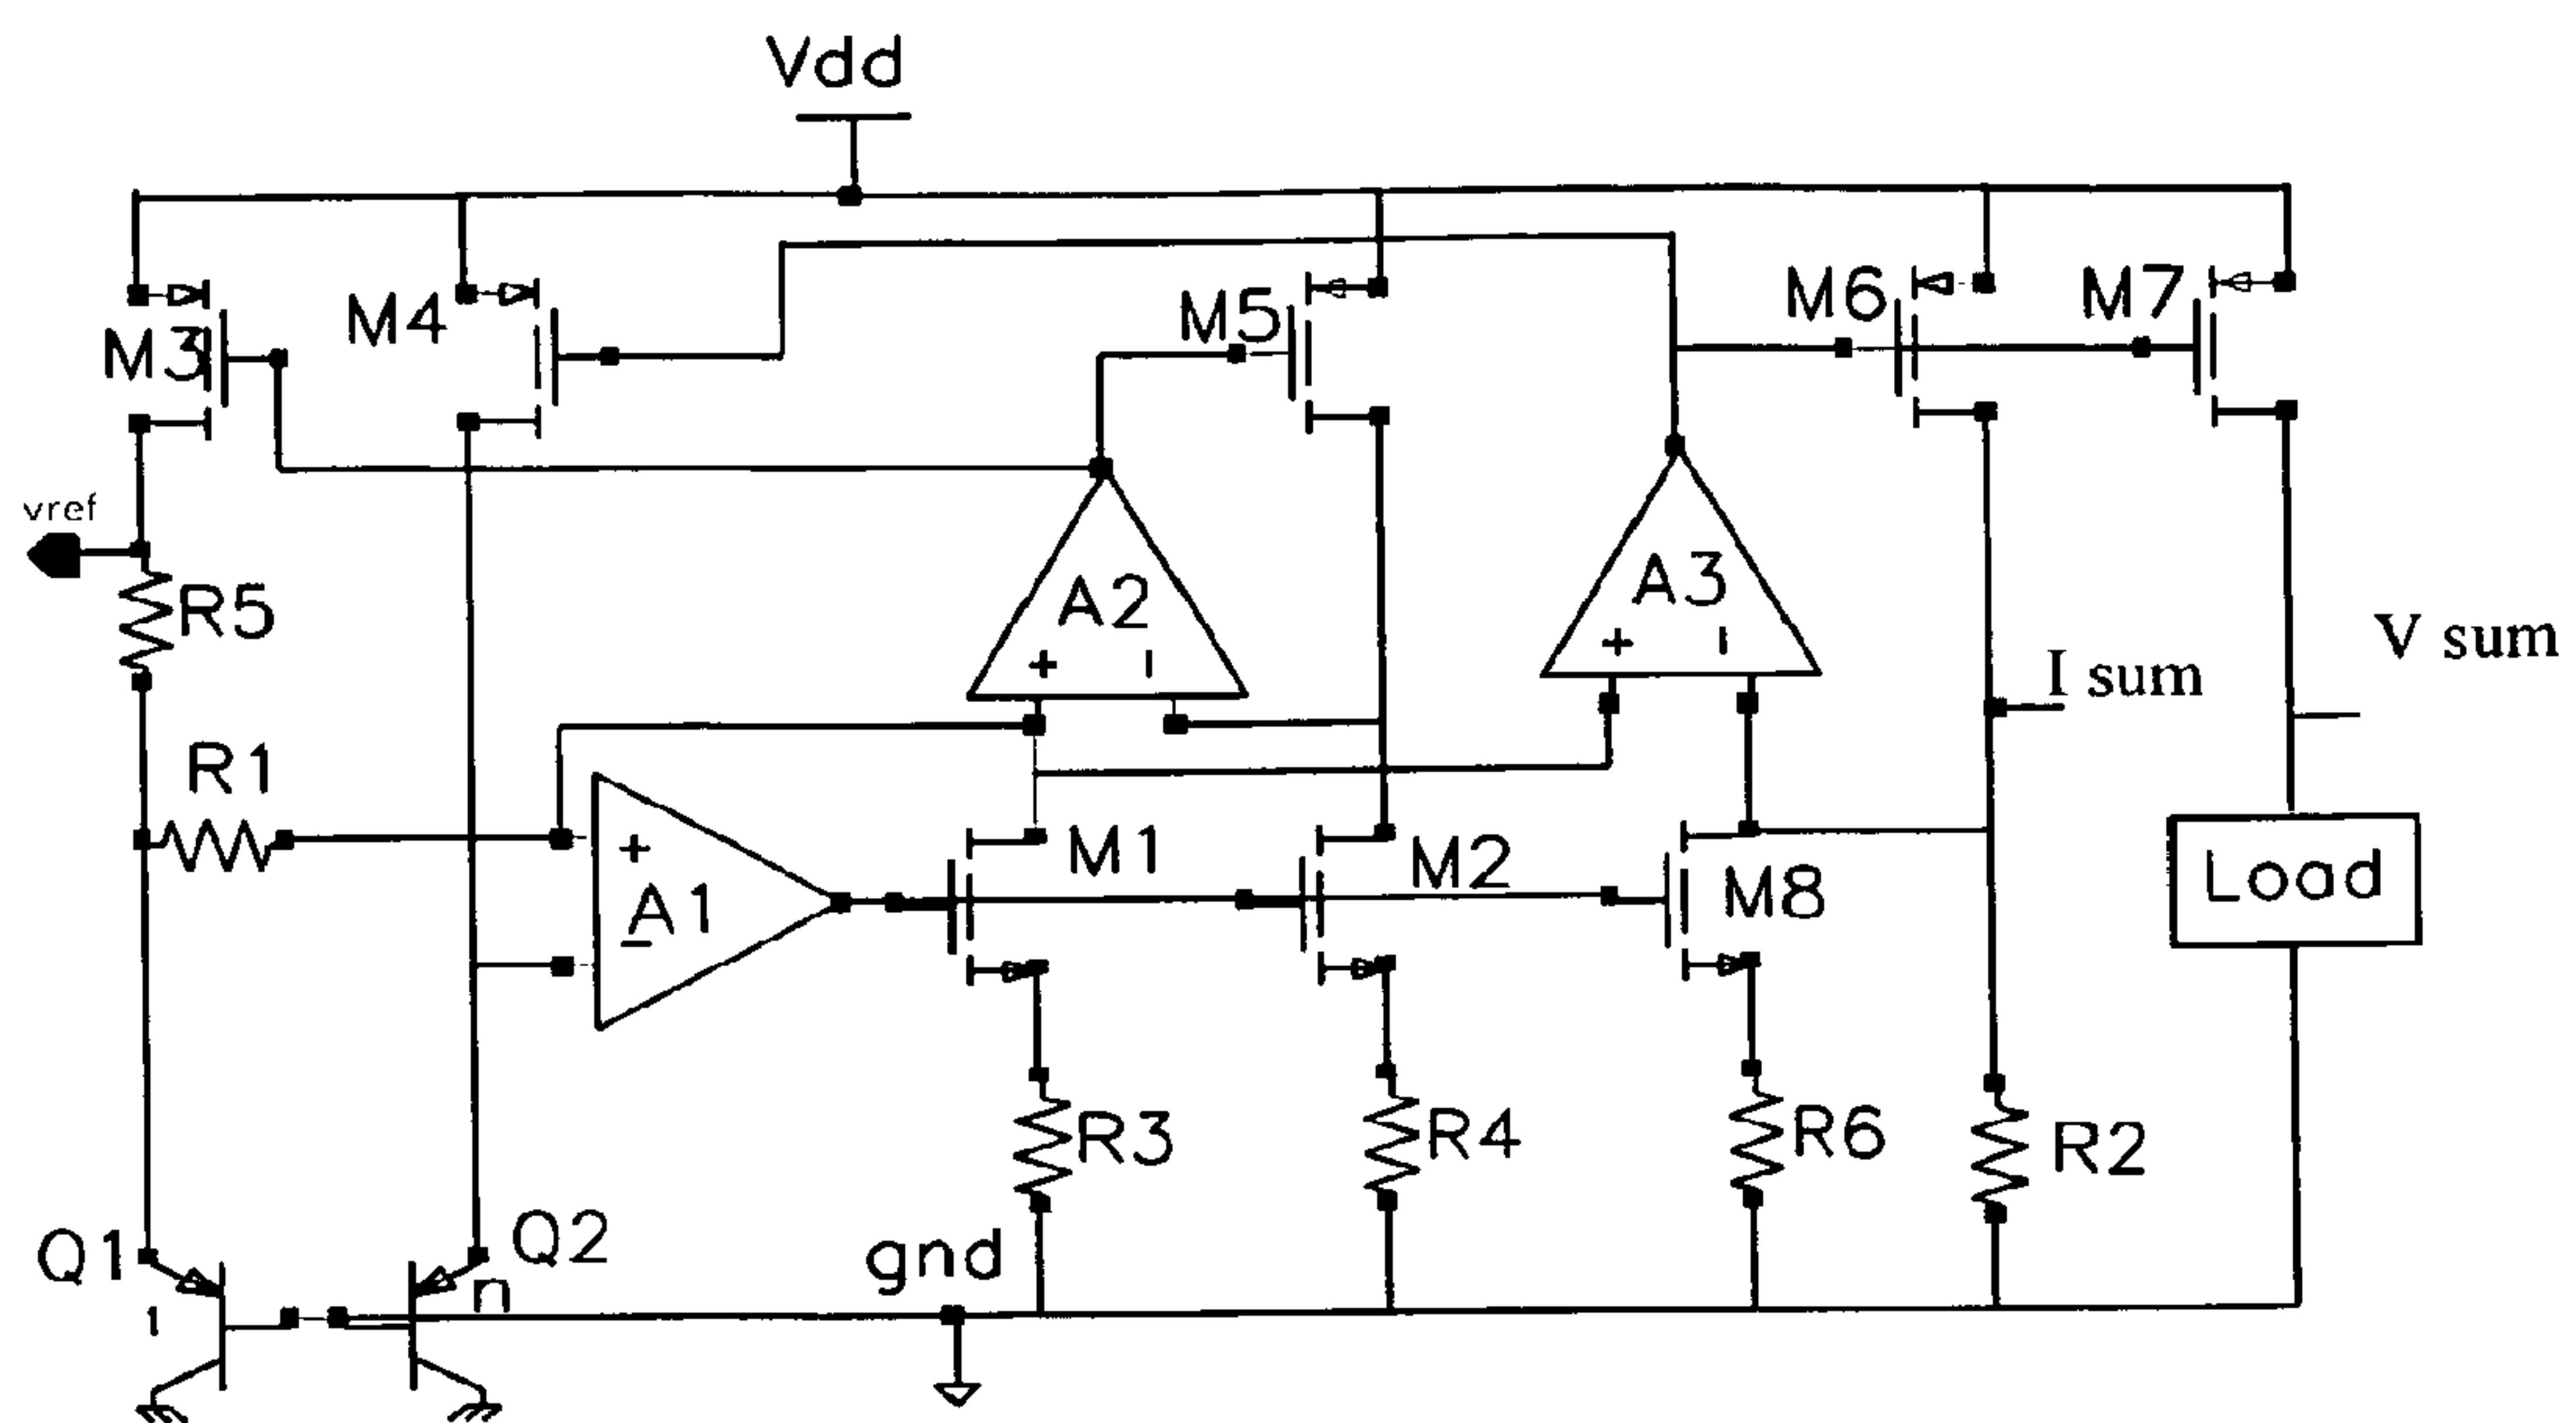 Vdd
M3
M4
M5
M6
M7
vref
R5
A2
+ -
A3
+ -
I sum
V sum
R1
+
A1
-
M1
M2
M8
Load
R3
R4
R6
R2
Q1
1
Q2
n
gnd